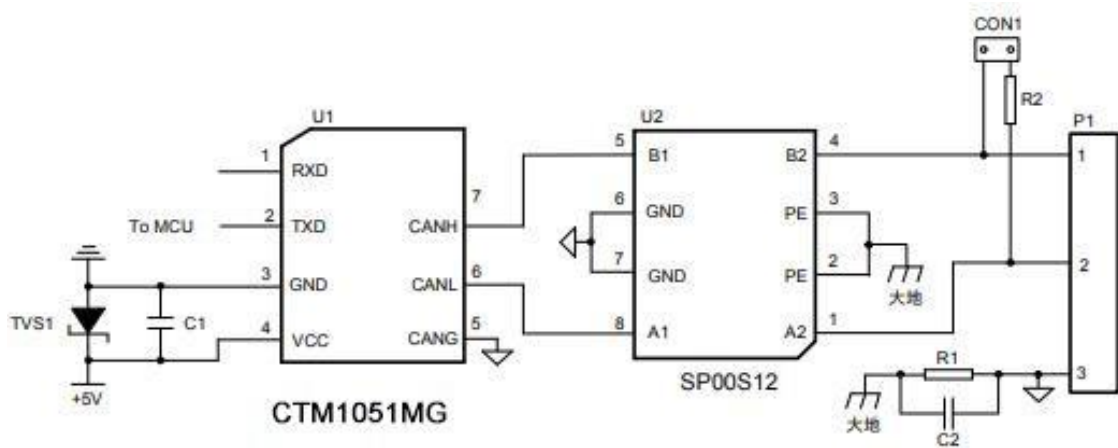 CON1
R2
P1
U1
U2
1 RXD
5 B1
B2 4
1
7
To MCU
2 TXD
CANH
6 GND
PE 3
3 GND
6
CANL
7 GND
PE 2
2
大地
TVS1
C1
4 VCC
5
CANG
8 A1
A2 1
+5V
SP00S12
R1
3
CTM1051MG
大地
C2